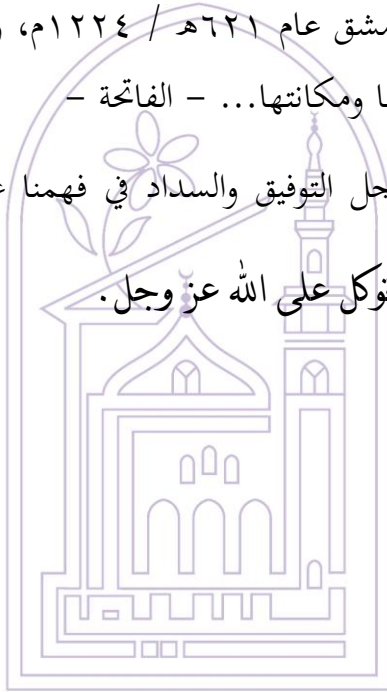 مشق عام ٦٢١هـ / ١٢٢٤م،
ا ومكانتها... – الفاتحة –
جل التوفيق والسداد في فهمنا
توكل على الله عز وجل.